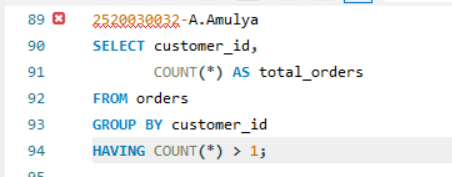 89 2520030032-A.Amulya
90 SELECT customer_id,
91 COUNT(*) AS total_orders
92 FROM orders
93 GROUP BY customer_id
94 HAVING COUNT(*) > 1;
95